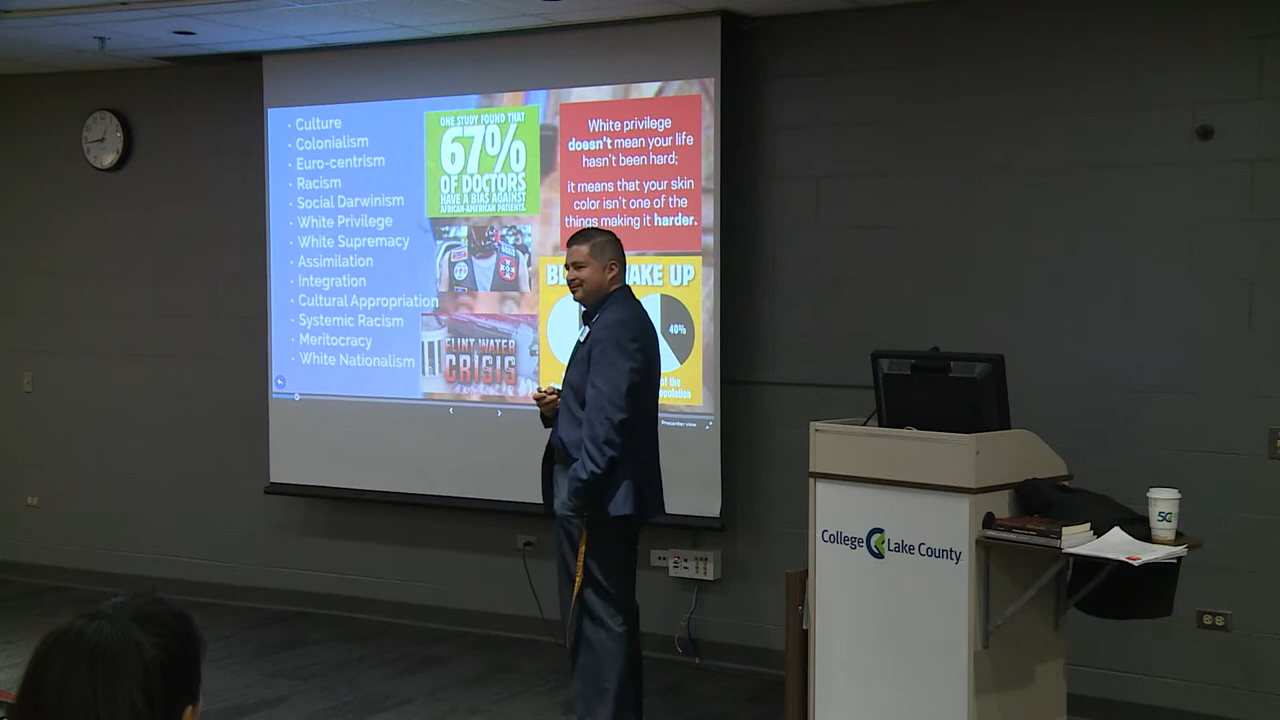 • Culture
• Colonialism
• Euro-centrism
• Racism
• Social Darwinism
• White Privilege
• White Supremacy
• Assimilation
• Integration
• Cultural Appropriation
• Systemic Racism
• Meritocracy
• White Nationalism
ONE STUDY FOUND THAT
67%
OF DOCTORS
HAVE A BIAS AGAINST
AFRICAN-AMERICAN PATIENTS.
FLINT WATER
CRISIS
White privilege
doesn't mean your life
hasn't been hard;
it means that your skin
color isn't one of the
things making it harder.
UP
40%
of the
Presenter view
College Lake County
50